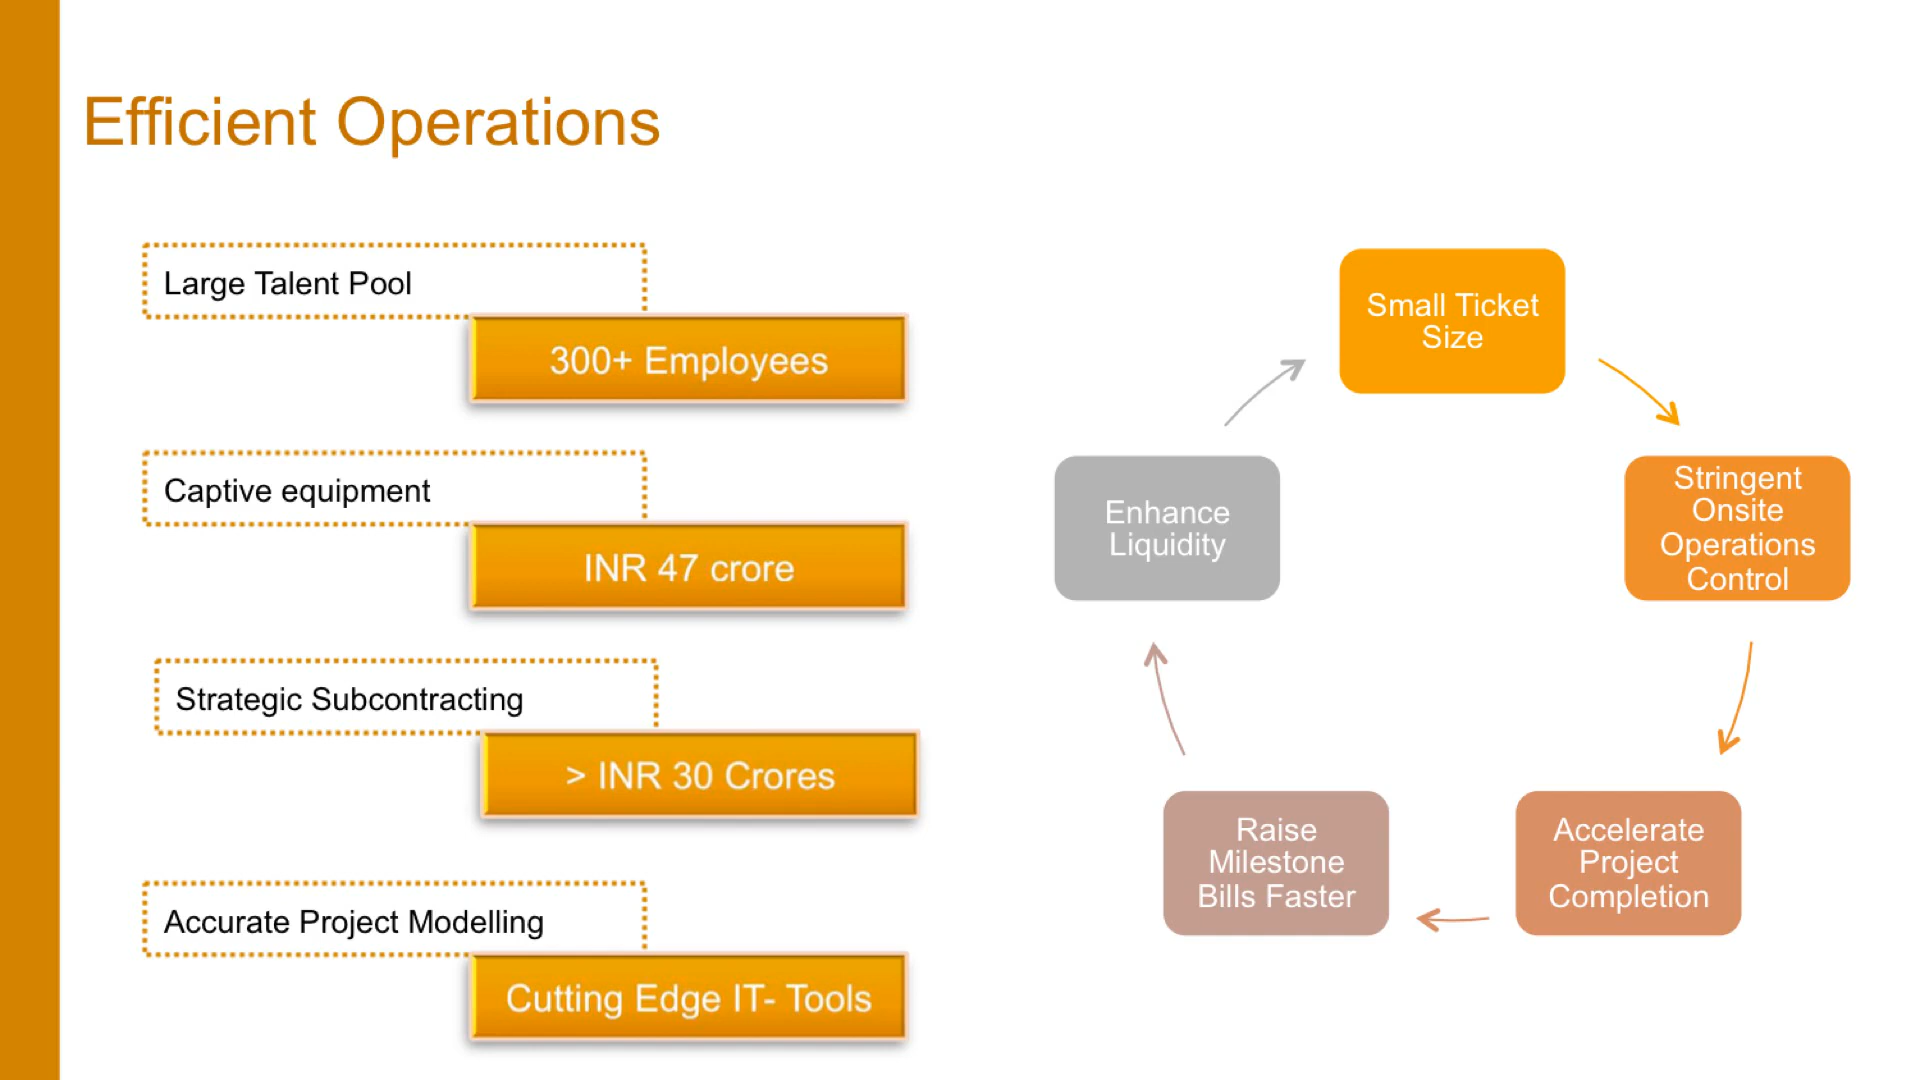 Efficient Operations
Large Talent Pool
300+ Employees
Captive equipment
INR 47 crore
Strategic Subcontracting
> INR 30 Crores
Accurate Project Modelling
Cutting Edge IT- Tools
Small Ticket
Size
Stringent
Onsite
Operations
Control
Accelerate
Project
Completion
Raise
Milestone
Bills Faster
Enhance
Liquidity